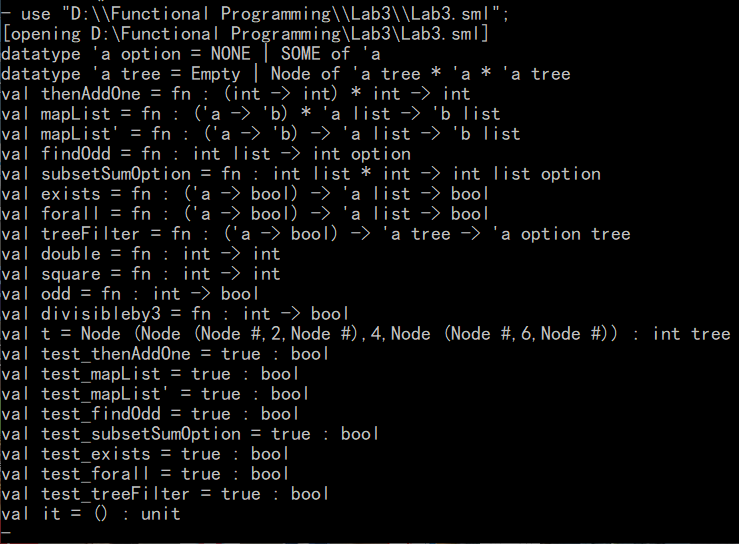 - use "D:\\Functional Programming\\Lab3\\Lab3.sml";
[opening D:\Functional Programming\Lab3\Lab3.sml]
datatype 'a option = NONE | SOME of 'a
datatype 'a tree = Empty | Node of 'a tree * 'a * 'a tree
val thenAddOne = fn : (int -> int) * int -> int
val mapList = fn : ('a -> 'b) * 'a list -> 'b list
val mapList' = fn : ('a -> 'b) -> 'a list -> 'b list
val findOdd = fn : int list -> int option
val subsetSumOption = fn : int list * int -> int list option
val exists = fn : ('a -> bool) -> 'a list -> bool
val forall = fn : ('a -> bool) -> 'a list -> bool
val treeFilter = fn : ('a -> bool) -> 'a tree -> 'a option tree
val double = fn : int -> int
val square = fn : int -> int
val odd = fn : int -> bool
val divisibleby3 = fn : int -> bool
val t = Node (Node (Node #,2,Node #),4,Node (Node #,6,Node #)) : int tree
val test_thenAddOne = true : bool
val test_mapList = true : bool
val test_mapList' = true : bool
val test_findOdd = true : bool
val test_subsetSumOption = true : bool
val test_exists = true : bool
val test_forall = true : bool
val test_treeFilter = true : bool
val it = () : unit
-